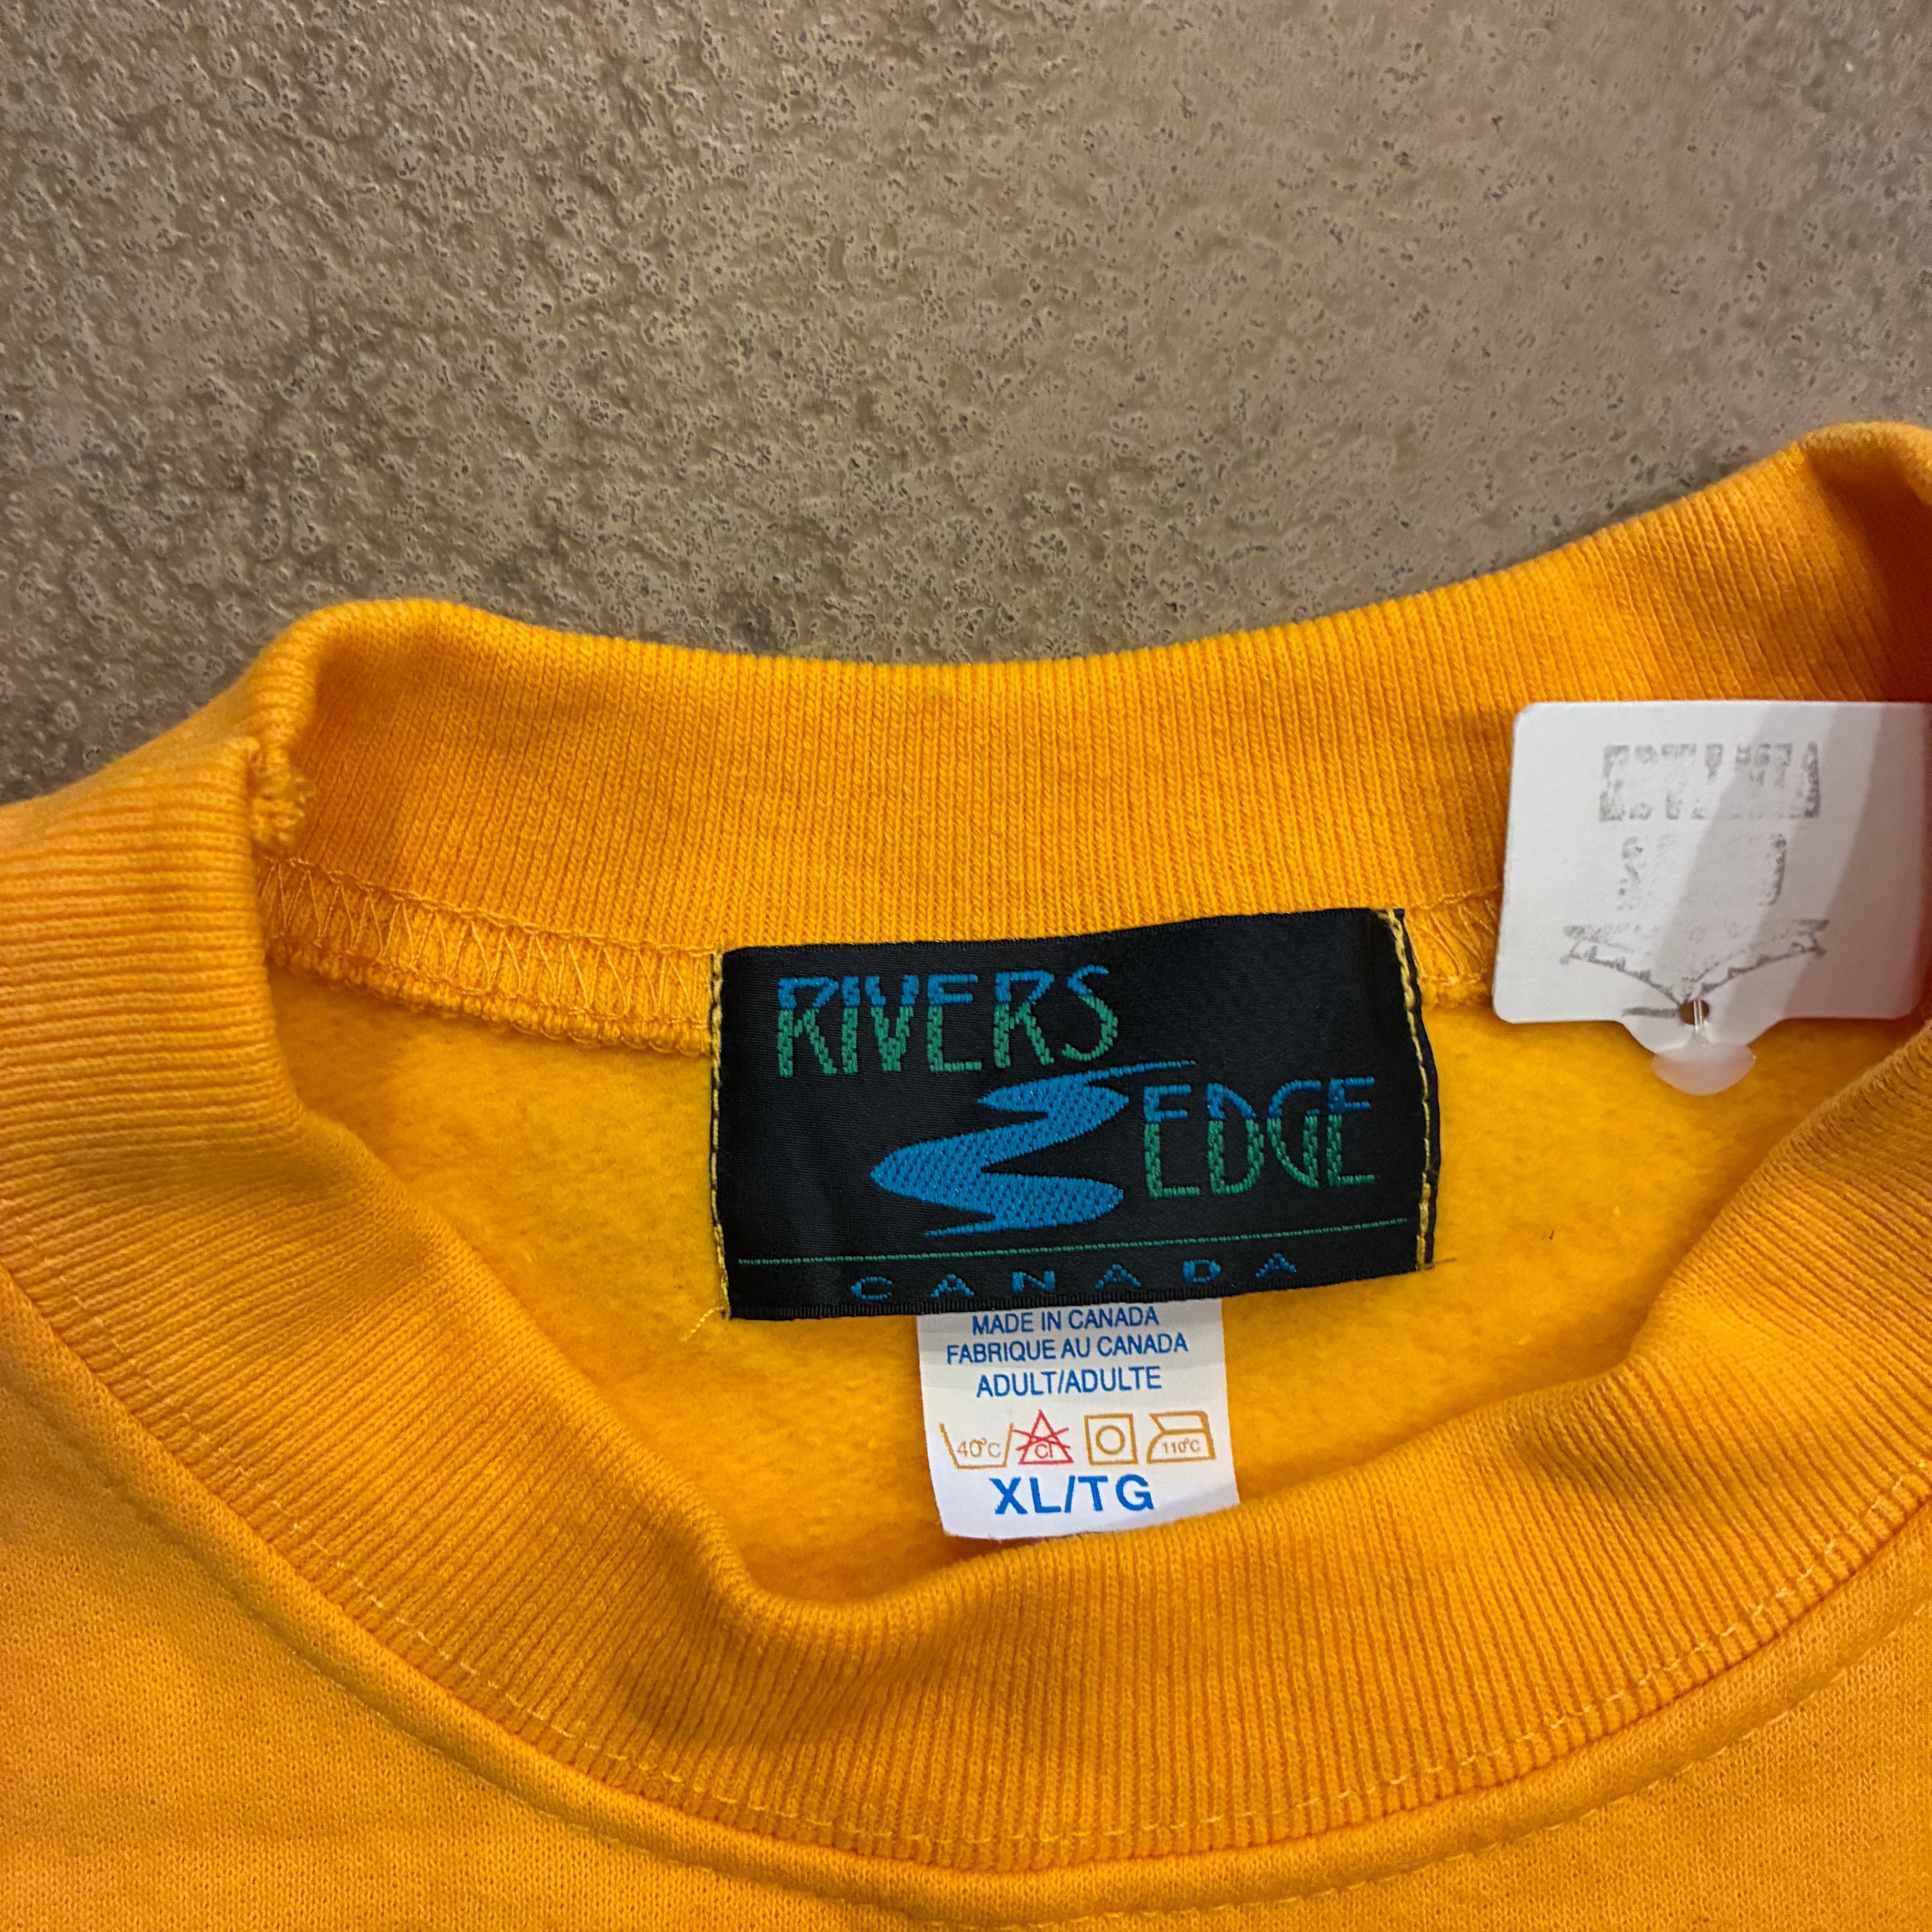 RIVERS
EDGE
CANADA
MADE IN CANADA
FABRIQUE AU CANADA
ADULT/ADULTE
40°C Cl 110°C
XL/TG